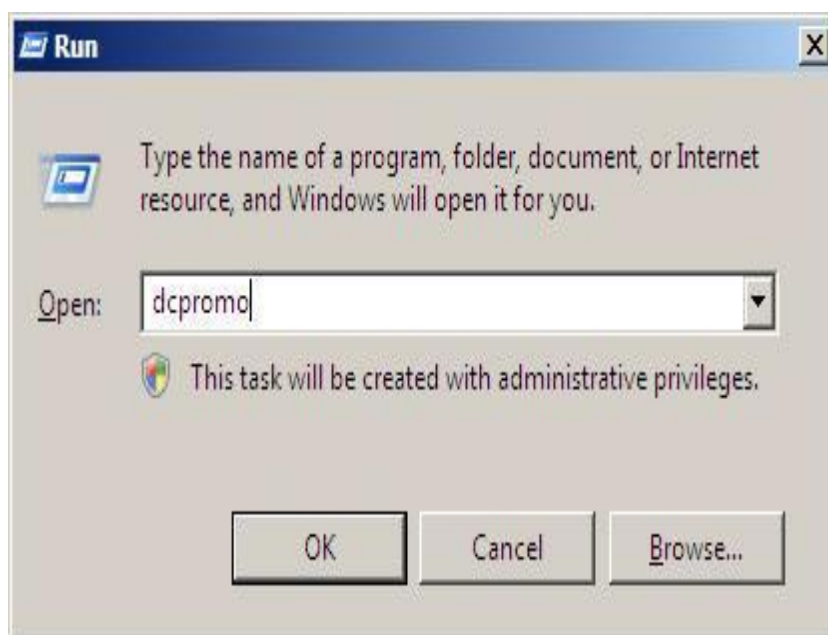 Run
Type the name of a program, folder, document, or Internet
resource, and Windows will open it for you.
Open: dcpromo
This task will be created with administrative privileges.
OK Cancel Browse...